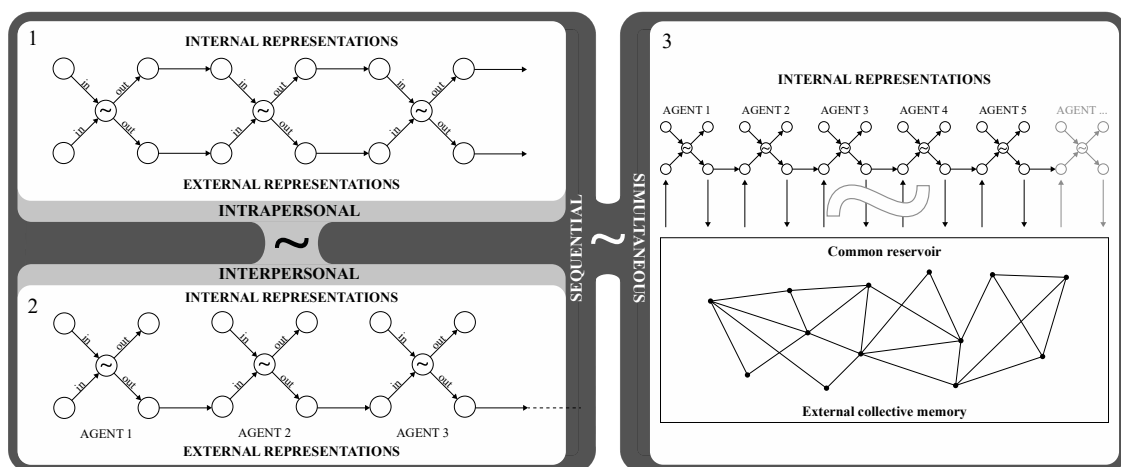 1
INTERNAL REPRESENTATIONS
in out in out in out
~ ~ ~
in out in out in out
EXTERNAL REPRESENTATIONS
INTRAPERSONAL
~
INTERPERSONAL
2
INTERNAL REPRESENTATIONS
in out in out in out
~ ~ ~
in out in out in out
AGENT 1 AGENT 2 AGENT 3
EXTERNAL REPRESENTATIONS
SEQUENTIAL
~
SIMULTANEOUS
3
INTERNAL REPRESENTATIONS
AGENT 1 AGENT 2 AGENT 3 AGENT 4 AGENT 5 AGENT ...
~ ~ ~ ~ ~ ~
~
Common reservoir
External collective memory